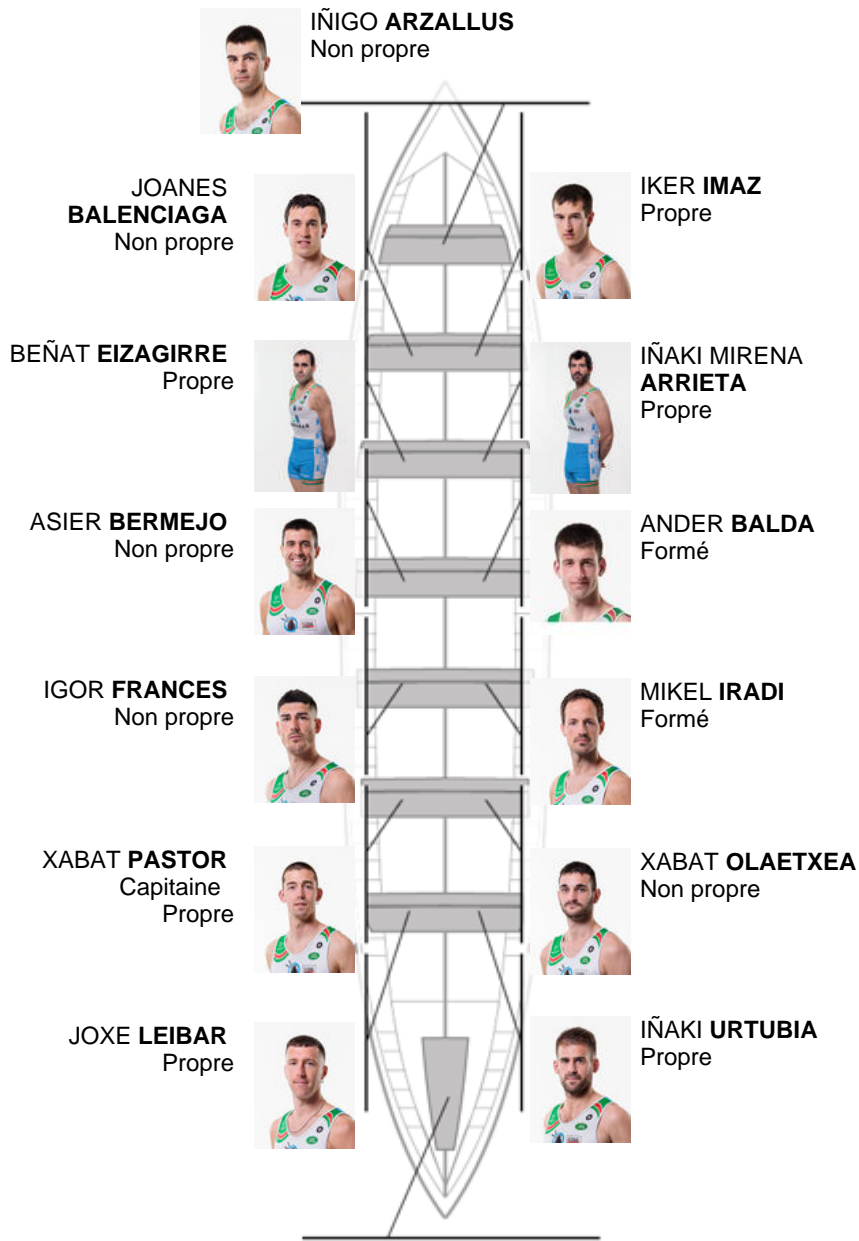 IÑIGO ARZALLUS
Non propre
JOANES
BALENCIAGA
Non propre
IKER IMAZ
Propre
BEÑAT EIZAGIRRE
Propre
IÑAKI MIRENA
ARRIETA
Propre
ASIER BERMEJO
Non propre
ANDER BALDA
Formé
IGOR FRANCES
Non propre
MIKEL IRADI
Formé
XABAT PASTOR
Capitaine
Propre
XABAT OLAETXEA
Non propre
JOXE LEIBAR
Propre
IÑAKI URTUBIA
Propre